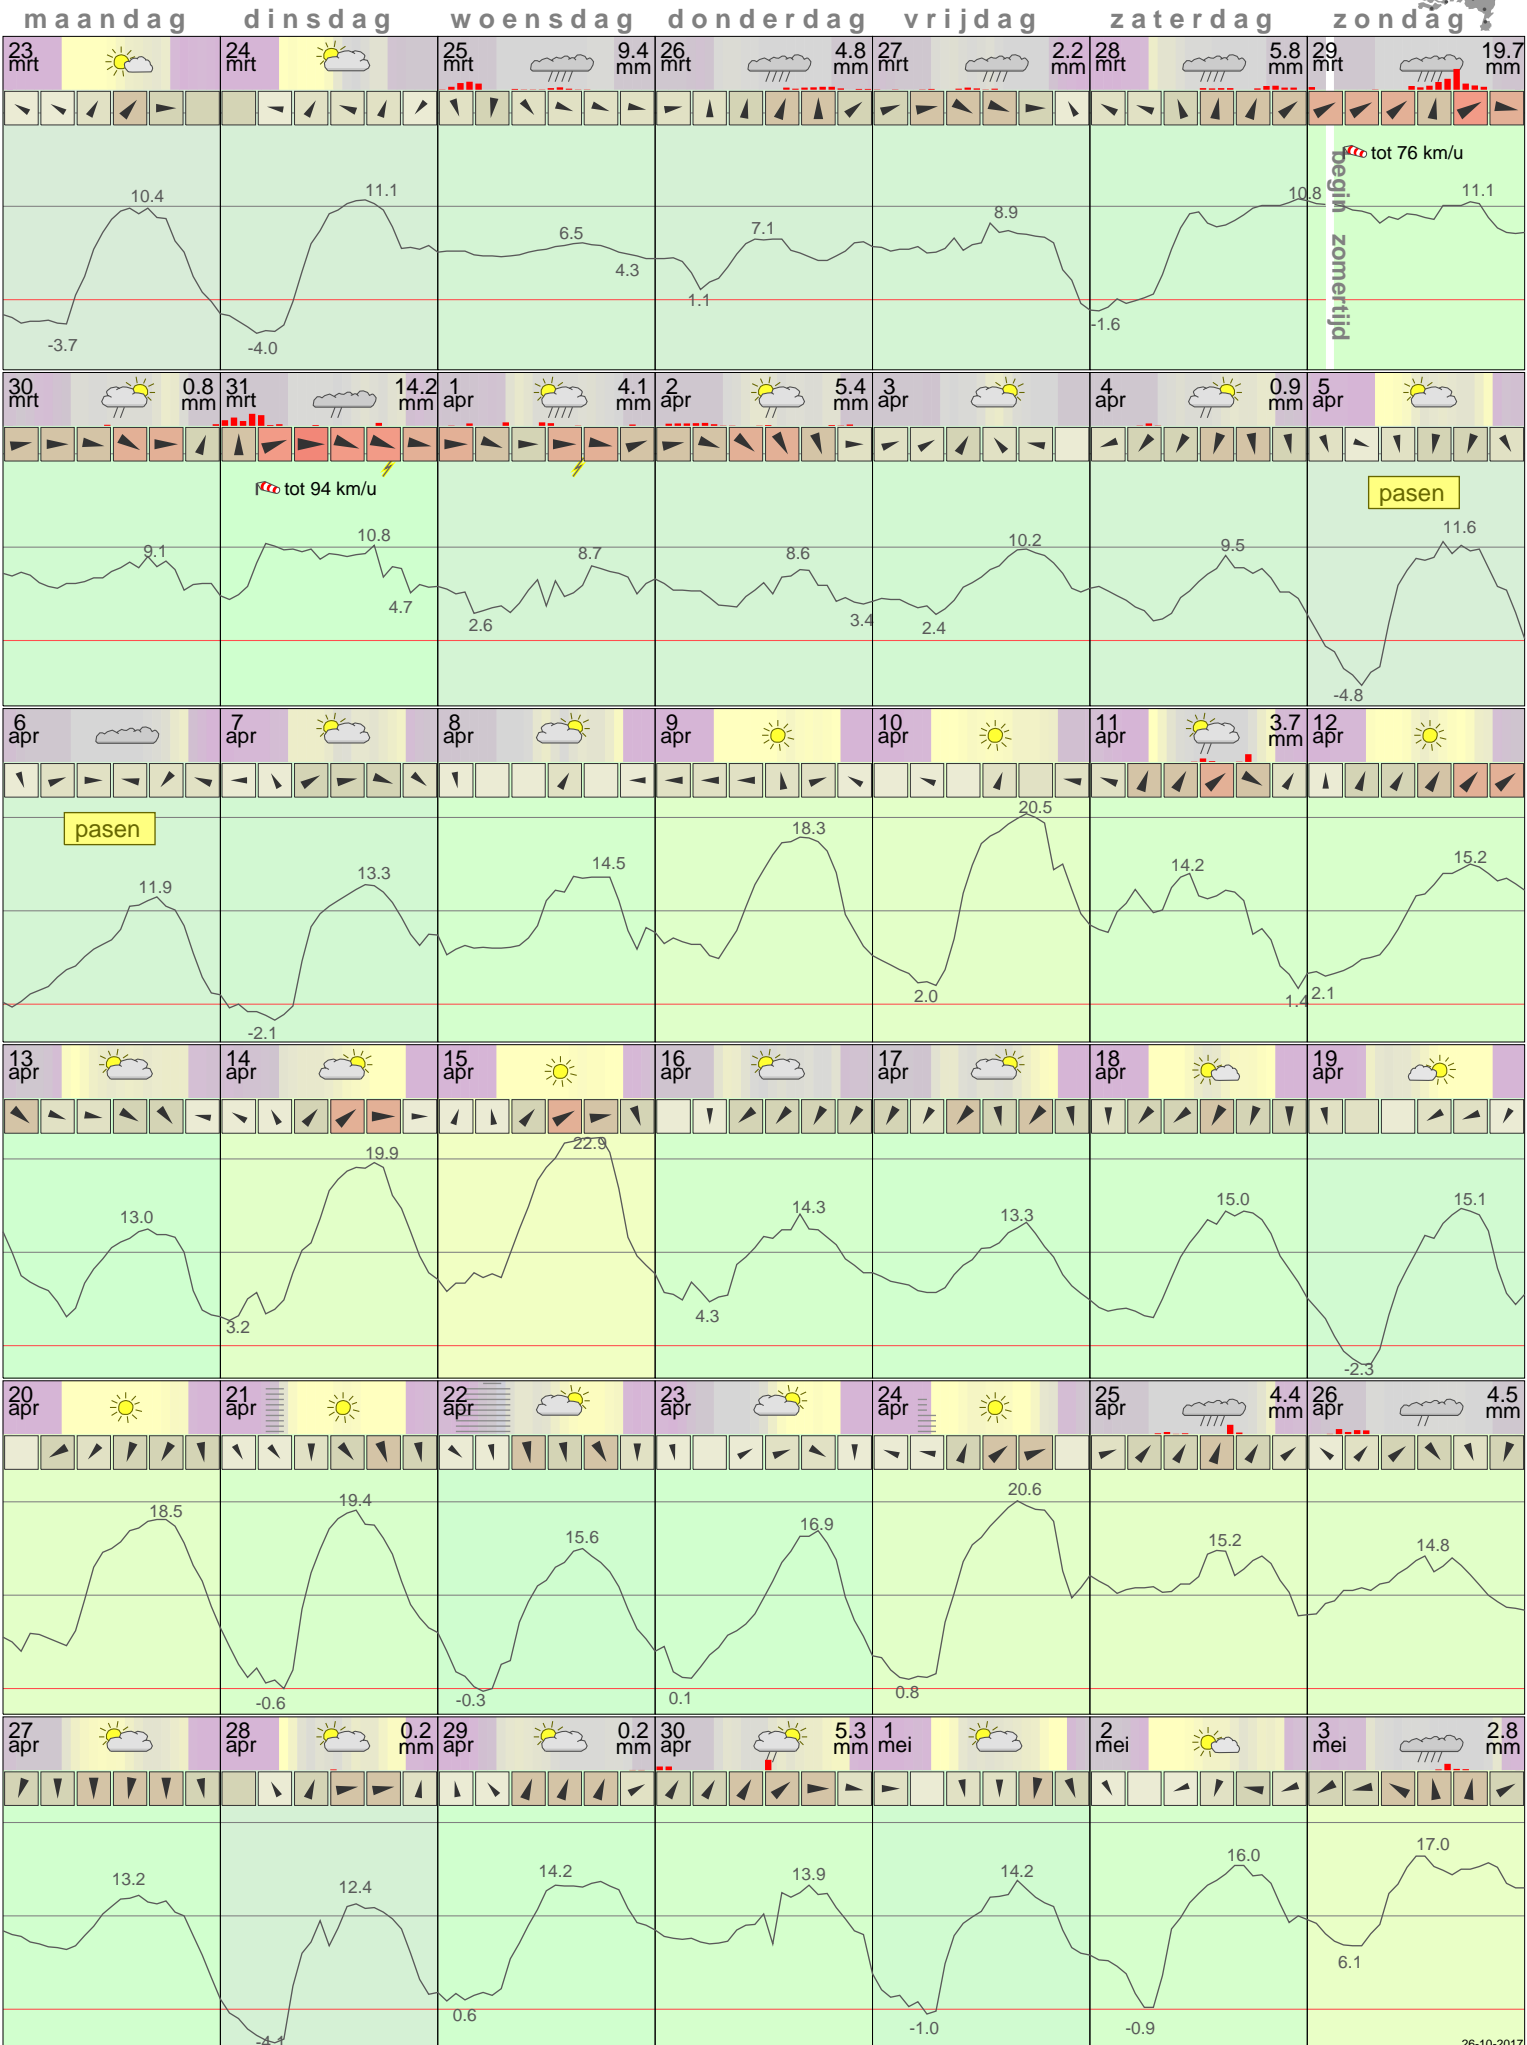 maandag dinsdag woensdag donderdag vrijdag zaterdag zondag
23 mrt
24 mrt
25 mrt 9.4 mm
26 mrt 4.8 mm
27 mrt 2.2 mm
28 mrt 5.8 mm
29 mrt 19.7 mm
tot 76 km/u
begin zomertijd
10.4 11.1 6.5 4.3 7.1 8.9 10.8 11.1
-3.7 -4.0 1.1 -1.6
30 mrt 0.8 mm
31 mrt 14.2 mm
1 apr 4.1 mm
2 apr 5.4 mm
3 apr
4 apr 0.9 mm
5 apr
tot 94 km/u
pasen
9.1 10.8 8.7 8.6 10.2 9.5 11.6
4.7 2.6 3.4 2.4 -4.8
6 apr
7 apr
8 apr
9 apr
10 apr
11 apr 3.7 mm
12 apr
pasen
11.9 13.3 14.5 18.3 20.5 14.2 15.2
-2.1 2.0 1.4 2.1
13 apr
14 apr
15 apr
16 apr
17 apr
18 apr
19 apr
13.0 19.9 22.9 14.3 13.3 15.0 15.1
3.2 4.3 -2.3
20 apr
21 apr
22 apr
23 apr
24 apr
25 apr 4.4 mm
26 apr 4.5 mm
18.5 19.4 15.6 16.9 20.6 15.2 14.8
-0.6 -0.3 0.1 0.8
27 apr
28 apr 0.2 mm
29 apr 0.2 mm
30 apr 5.3 mm
1 mei
2 mei
3 mei 2.8 mm
13.2 12.4 14.2 13.9 14.2 16.0 17.0
-4.1 0.6 -1.0 -0.9 6.1
26-10-2017